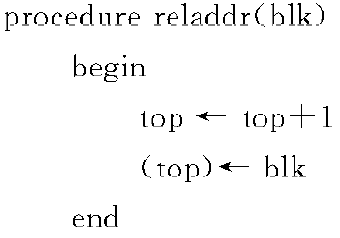 procedure reladdr(blk)
begin
top ← top+1
(top)← blk
end